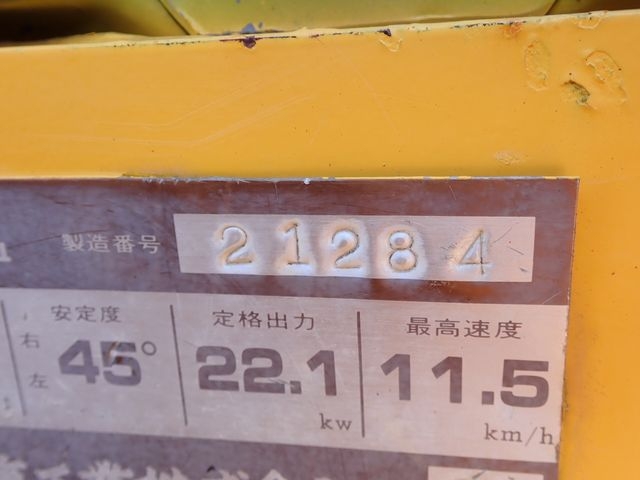 製造番号 21284
安定度 定格出力 最高速度
右 左 45° 22.1 kw 11.5 km/h